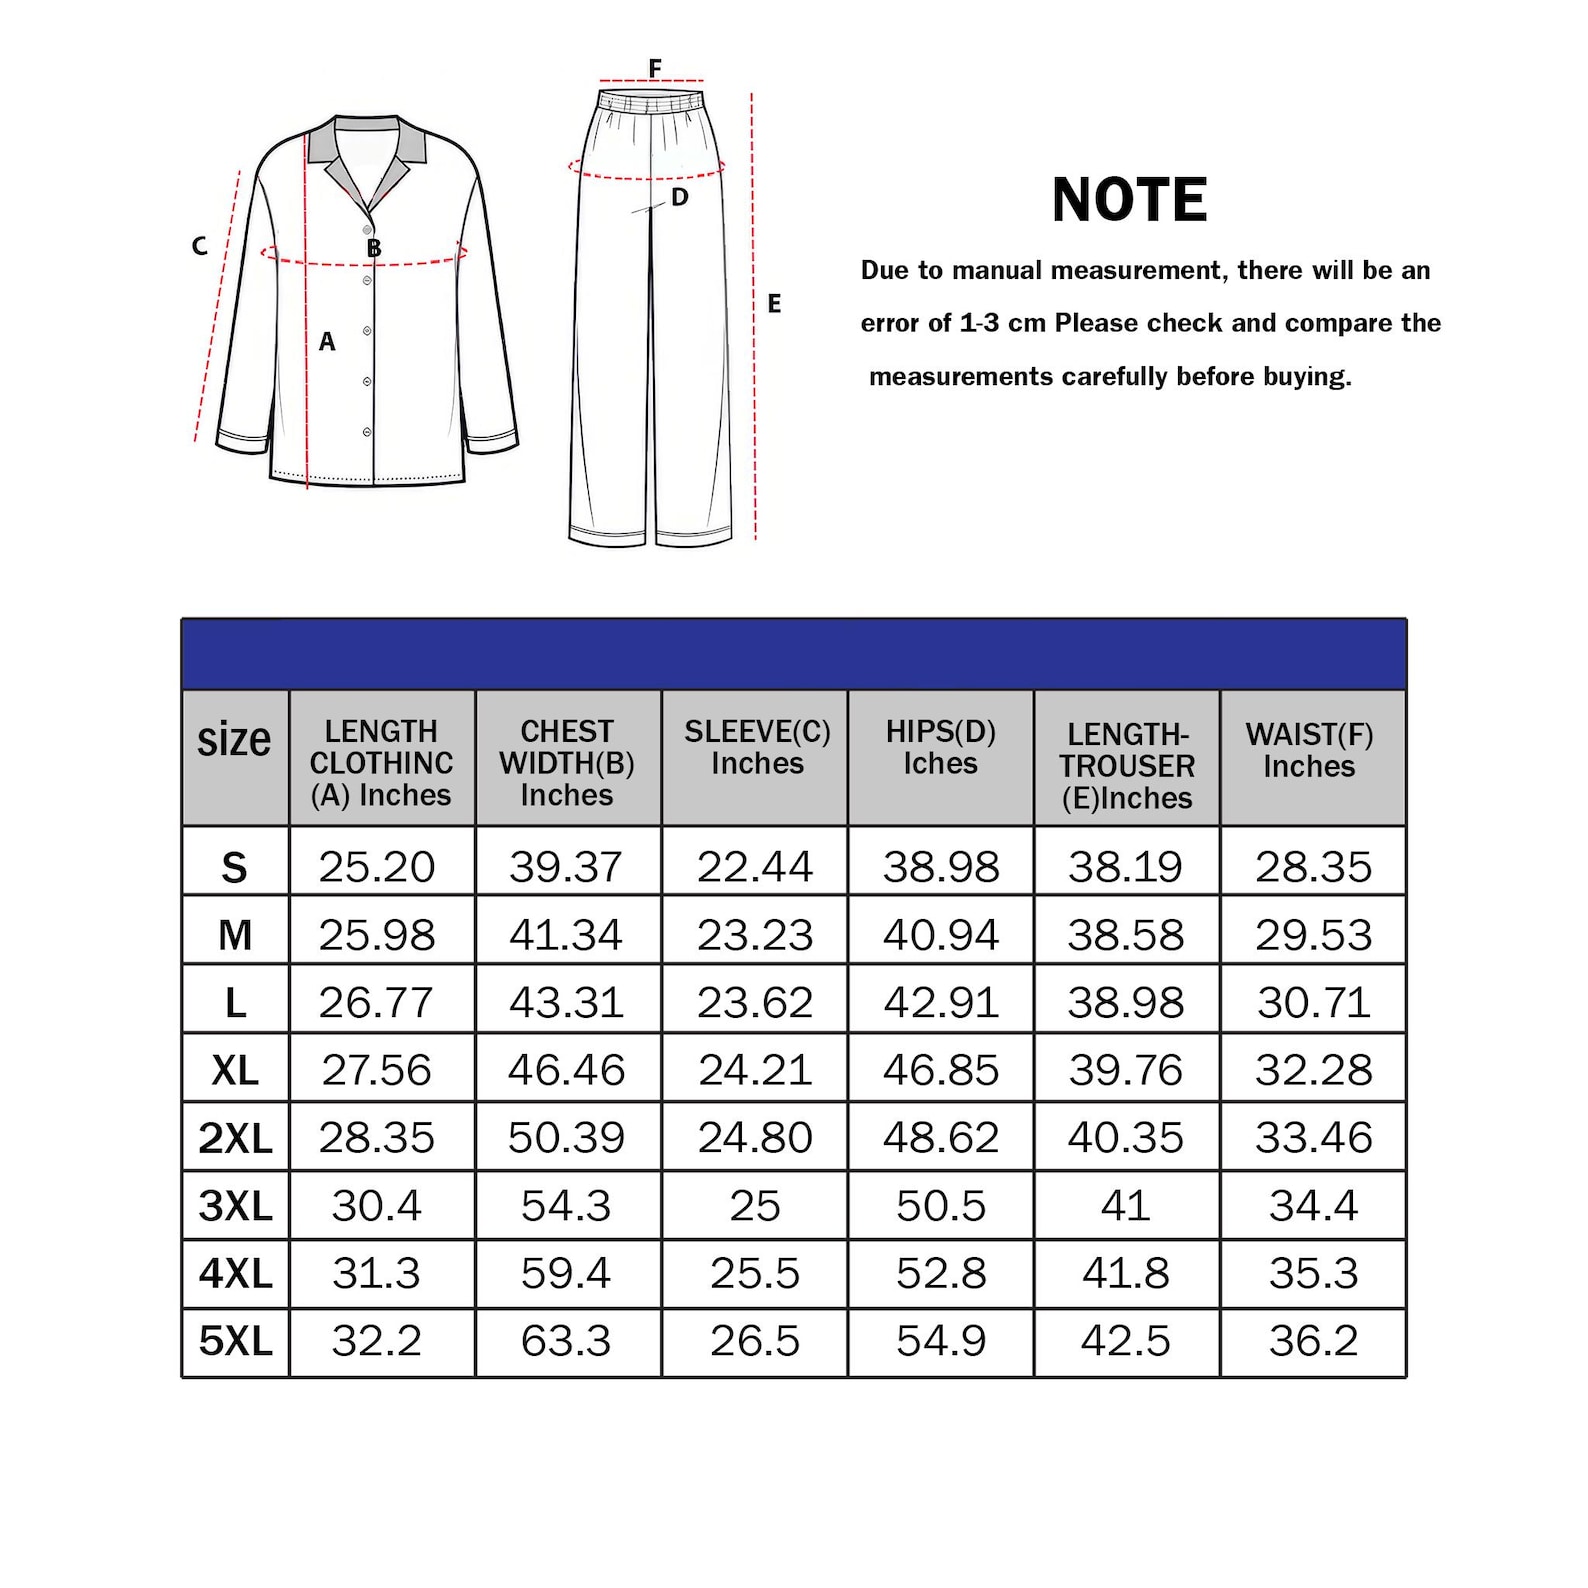 F
D
C
B
E
A
NOTE
Due to manual measurement, there will be an
error of 1-3 cm Please check and compare the
measurements carefully before buying.
size LENGTH CLOTHINC (A) Inches CHEST WIDTH(B) Inches SLEEVE(C) Inches HIPS(D) Iches LENGTH-TROUSER (E)Inches WAIST(F) Inches
S 25.20 39.37 22.44 38.98 38.19 28.35
M 25.98 41.34 23.23 40.94 38.58 29.53
L 26.77 43.31 23.62 42.91 38.98 30.71
XL 27.56 46.46 24.21 46.85 39.76 32.28
2XL 28.35 50.39 24.80 48.62 40.35 33.46
3XL 30.4 54.3 25 50.5 41 34.4
4XL 31.3 59.4 25.5 52.8 41.8 35.3
5XL 32.2 63.3 26.5 54.9 42.5 36.2